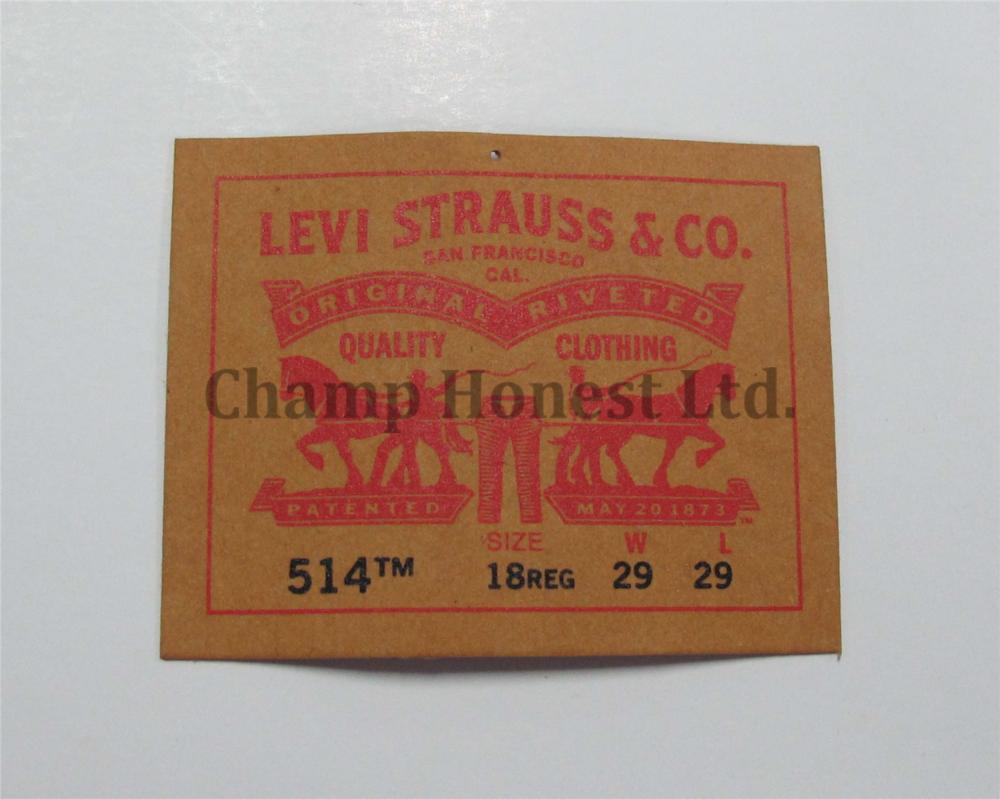 LEVI STRAUSS & CO.
SAN FRANCISCO
CAL.
ORIGINAL RIVETED
QUALITY CLOTHING
Champ Honest Ltd.
PATENTED MAY 20 1873 ™
SIZE W L
514™ 18REG 29 29